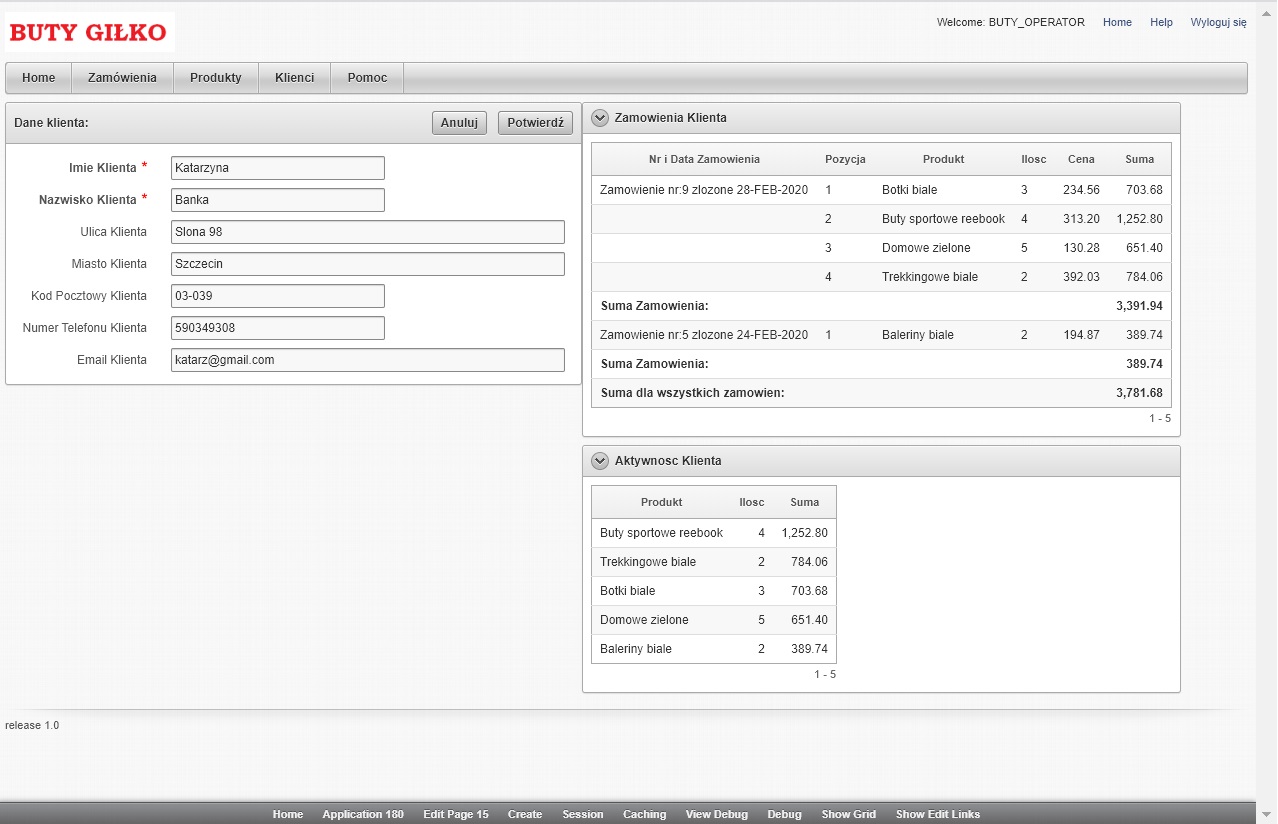 BUTY GIŁKO
Welcome: BUTY_OPERATOR Home Help Wyloguj się
Home Zamówienia Produkty Klienci Pomoc
Dane klienta: Anuluj Potwierdź
Imie Klienta * Katarzyna
Nazwisko Klienta * Banka
Ulica Klienta Slona 98
Miasto Klienta Szczecin
Kod Pocztowy Klienta 03-039
Numer Telefonu Klienta 590349308
Email Klienta katarz@gmail.com
Zamowienia Klienta
Nr i Data Zamowienia Pozycja Produkt Ilosc Cena Suma
Zamowienie nr:9 zlozone 28-FEB-2020 1 Botki biale 3 234.56 703.68
2 Buty sportowe reebook 4 313.20 1,252.80
3 Domowe zielone 5 130.28 651.40
4 Trekkingowe biale 2 392.03 784.06
Suma Zamowienia: 3,391.94
Zamowienie nr:5 zlozone 24-FEB-2020 1 Baleriny biale 2 194.87 389.74
Suma Zamowienia: 389.74
Suma dla wszystkich zamowien: 3,781.68
1 - 5
Aktywnosc Klienta
Produkt Ilosc Suma
Buty sportowe reebook 4 1,252.80
Trekkingowe biale 2 784.06
Botki biale 3 703.68
Domowe zielone 5 651.40
Baleriny biale 2 389.74
1 - 5
release 1.0
Home Application 180 Edit Page 15 Create Session Caching View Debug Debug Show Grid Show Edit Links